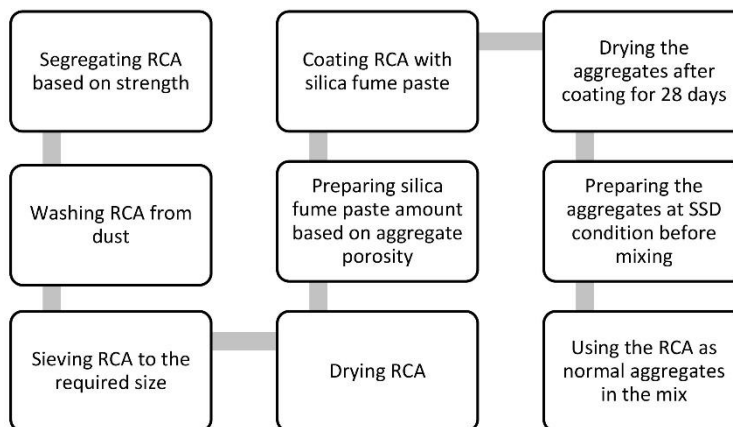 Segregating RCA
based on strength
Washing RCA from
dust
Sieving RCA to the
required size
Drying RCA
Preparing silica
fume paste amount
based on aggregate
porosity
Coating RCA with
silica fume paste
Drying the
aggregates after
coating for 28 days
Preparing the
aggregates at SSD
condition before
mixing
Using the RCA as
normal aggregates
in the mix